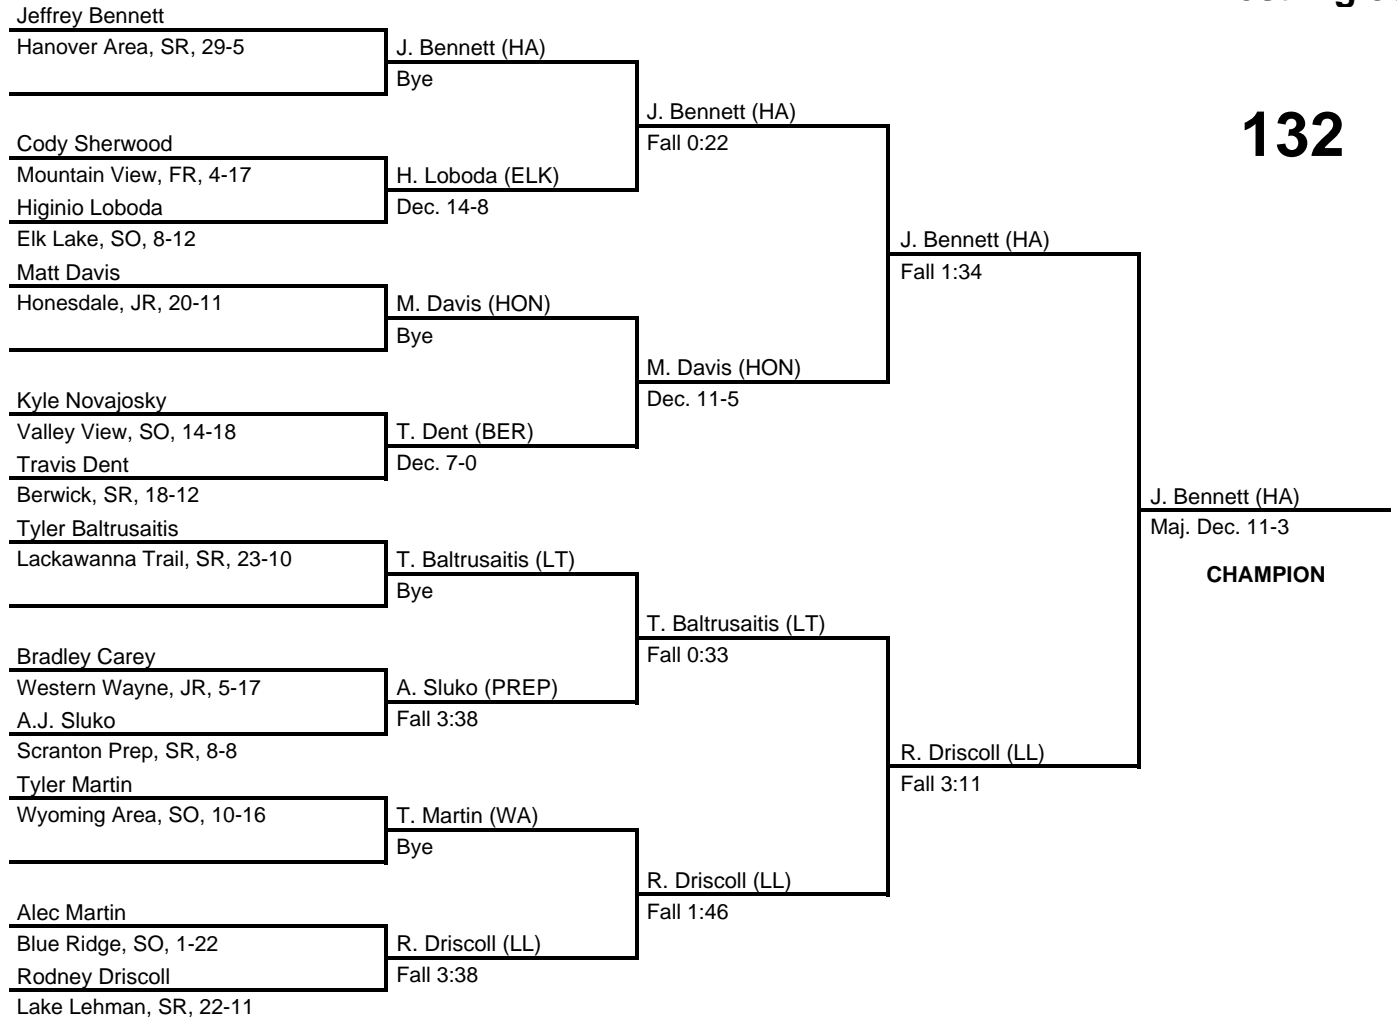 Jeffrey Bennett
Hanover Area, SR, 29-5
J. Bennett (HA)
Bye
J. Bennett (HA)
Fall 0:22
132
Cody Sherwood
Mountain View, FR, 4-17
Higinio Loboda
Elk Lake, SO, 8-12
H. Loboda (ELK)
Dec. 14-8
J. Bennett (HA)
Fall 1:34
Matt Davis
Honesdale, JR, 20-11
M. Davis (HON)
Bye
M. Davis (HON)
Dec. 11-5
Kyle Novajosky
Valley View, SO, 14-18
Travis Dent
Berwick, SR, 18-12
T. Dent (BER)
Dec. 7-0
J. Bennett (HA)
Maj. Dec. 11-3
CHAMPION
Tyler Baltrusaitis
Lackawanna Trail, SR, 23-10
T. Baltrusaitis (LT)
Bye
T. Baltrusaitis (LT)
Fall 0:33
Bradley Carey
Western Wayne, JR, 5-17
A.J. Sluko
Scranton Prep, SR, 8-8
A. Sluko (PREP)
Fall 3:38
R. Driscoll (LL)
Fall 3:11
Tyler Martin
Wyoming Area, SO, 10-16
T. Martin (WA)
Bye
R. Driscoll (LL)
Fall 1:46
Alec Martin
Blue Ridge, SO, 1-22
Rodney Driscoll
Lake Lehman, SR, 22-11
R. Driscoll (LL)
Fall 3:38